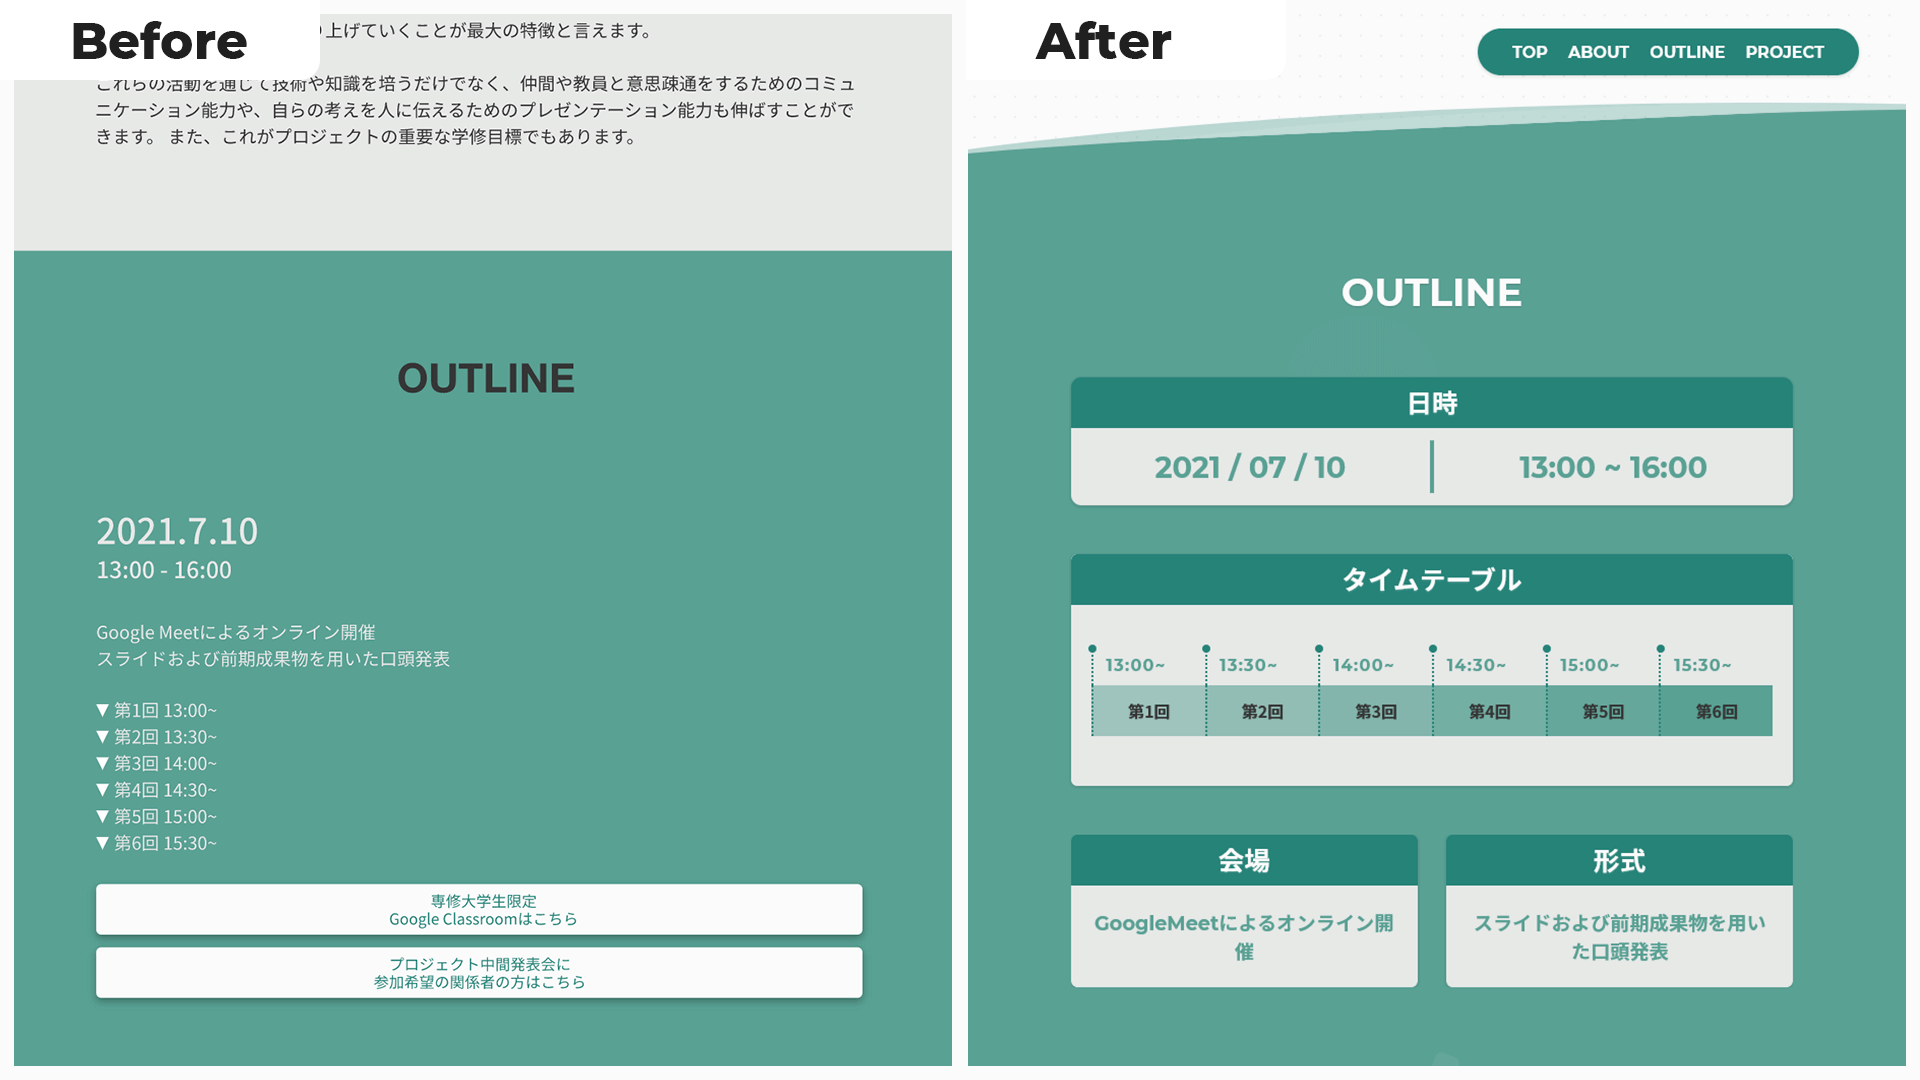 Before
上げていくことが最大の特徴と言えます。
これらの活動を通じて技術や知識を培うだけでなく、仲間や教員と意思疎通をするためのコミュ
ニケーション能力や、自らの考えを人に伝えるためのプレゼンテーション能力も伸ばすことがで
きます。 また、これがプロジェクトの重要な学修目標でもあります。
OUTLINE
2021.7.10
13:00 - 16:00
Google Meetによるオンライン開催
スライドおよび前期成果物を用いた口頭発表
▼ 第1回 13:00~
▼ 第2回 13:30~
▼ 第3回 14:00~
▼ 第4回 14:30~
▼ 第5回 15:00~
▼ 第6回 15:30~
専修大学生限定
Google Classroomはこちら
プロジェクト中間発表会に
参加希望の関係者の方はこちら
After
TOP ABOUT OUTLINE PROJECT
OUTLINE
日時
2021 / 07 / 10 13:00 ~ 16:00
タイムテーブル
13:00~ 13:30~ 14:00~ 14:30~ 15:00~ 15:30~
第1回 第2回 第3回 第4回 第5回 第6回
会場
GoogleMeetによるオンライン開
催
形式
スライドおよび前期成果物を用い
た口頭発表